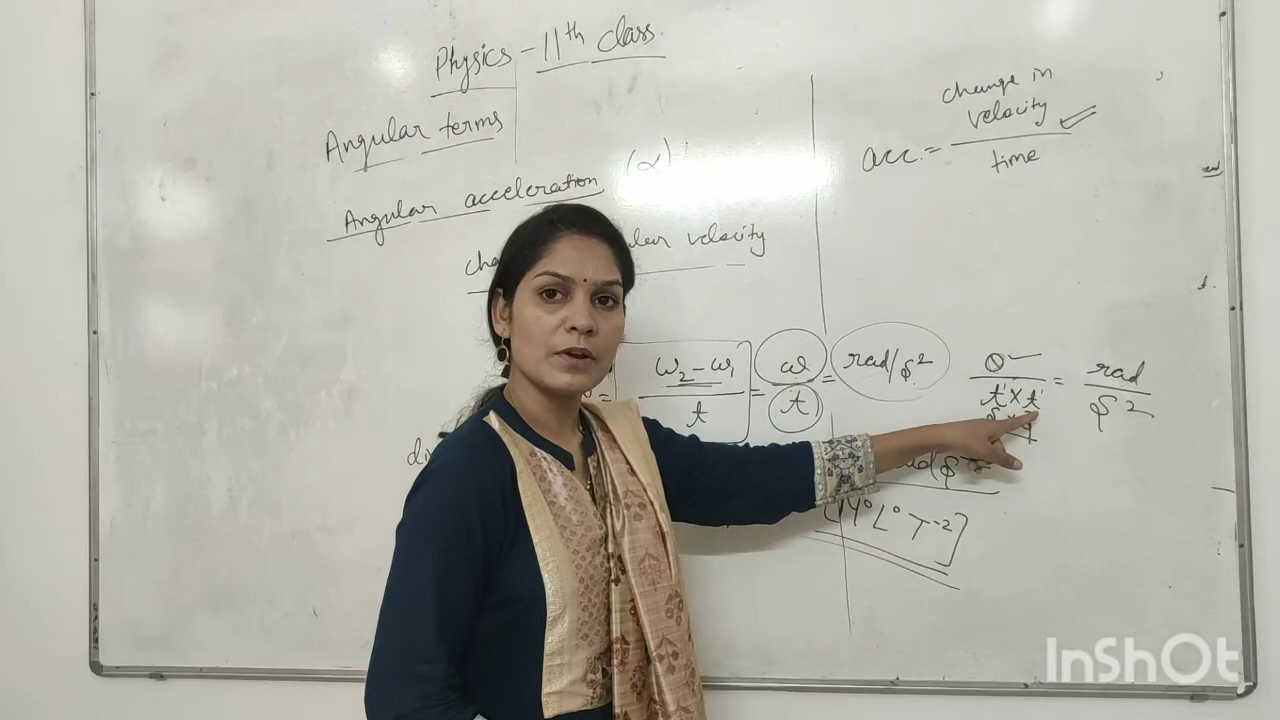 Physics - 11th class.
Angular terms
Angular acceleration (α)
velocity
acc. = change in velocity / time
= ω₂ - ω₁ / t = ω / t = rad/s²
θ / t × t = rad / s²
s × s
[M⁰L⁰T⁻²]
InShOt